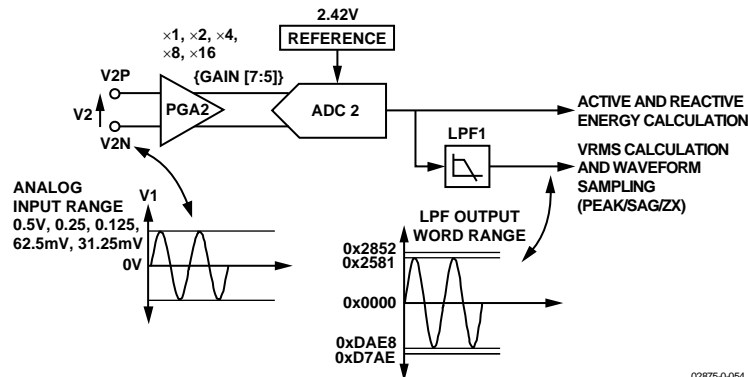 2.42V
REFERENCE
×1, ×2, ×4,
×8, ×16
{GAIN [7:5]}
V2P
V2
V2N
PGA2
ADC 2
ACTIVE AND REACTIVE
ENERGY CALCULATION
LPF1
VRMS CALCULATION
AND WAVEFORM
SAMPLING
(PEAK/SAG/ZX)
ANALOG
INPUT RANGE
0.5V, 0.25, 0.125,
62.5mV, 31.25mV
V1
0V
LPF OUTPUT
WORD RANGE
0x2852
0x2581
0x0000
0xDAE8
0xD7AE
02875-0-054